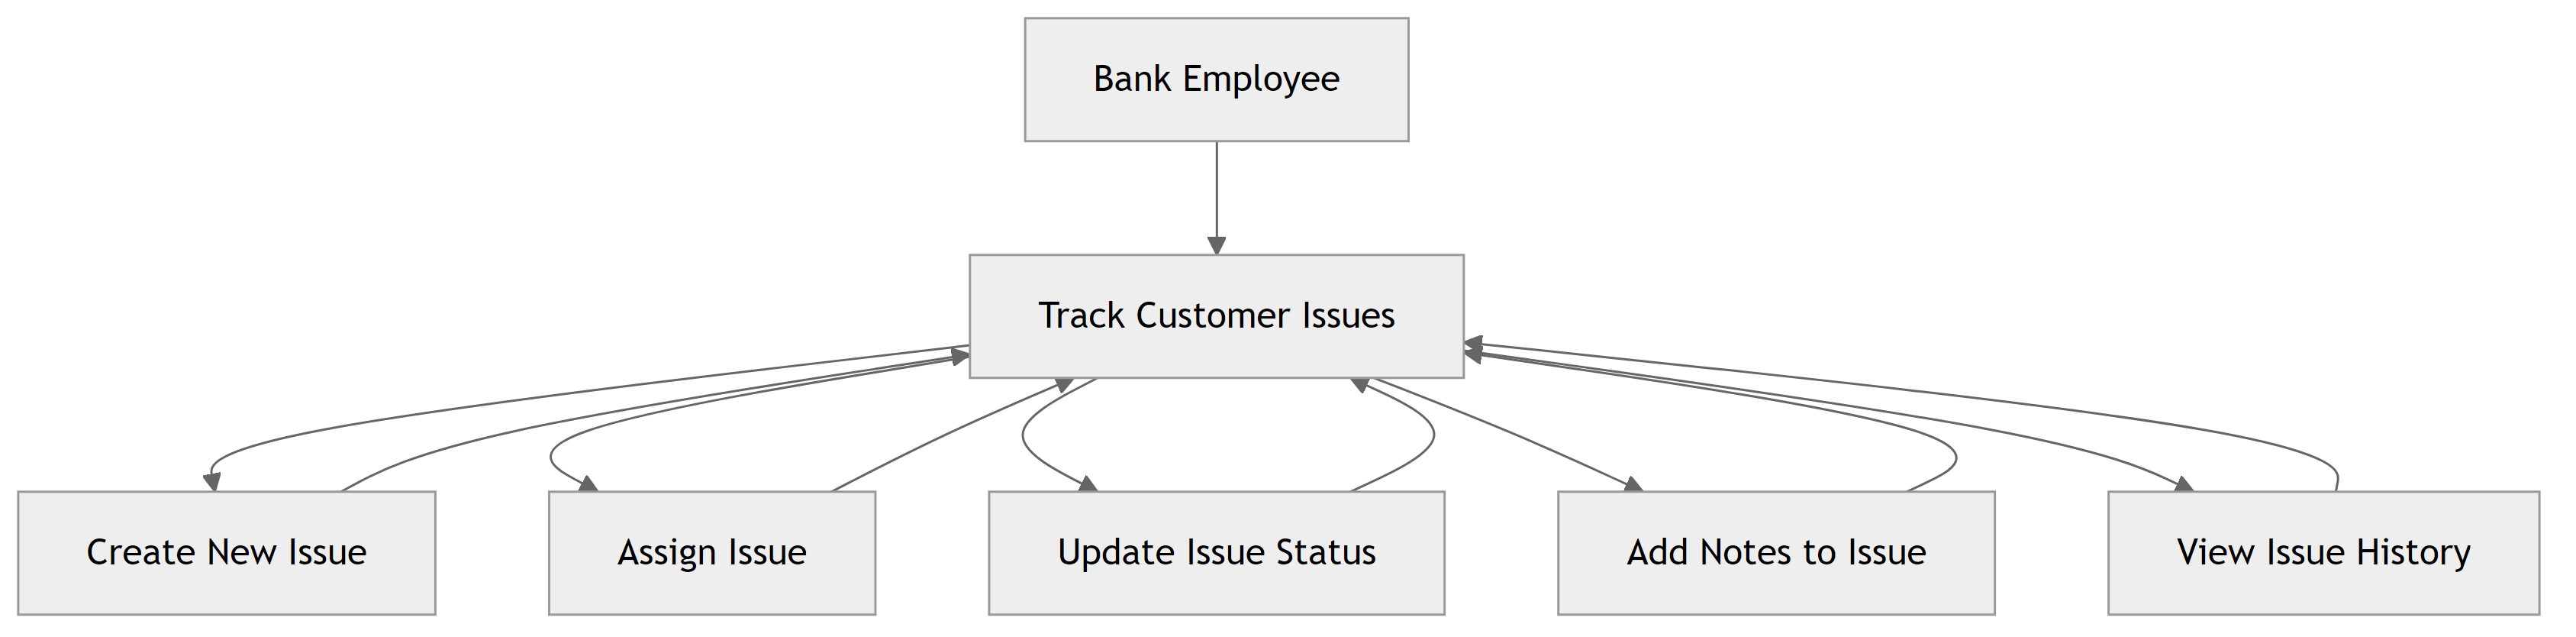 Bank Employee
Track Customer Issues
Create New Issue
Assign Issue
Update Issue Status
Add Notes to Issue
View Issue History